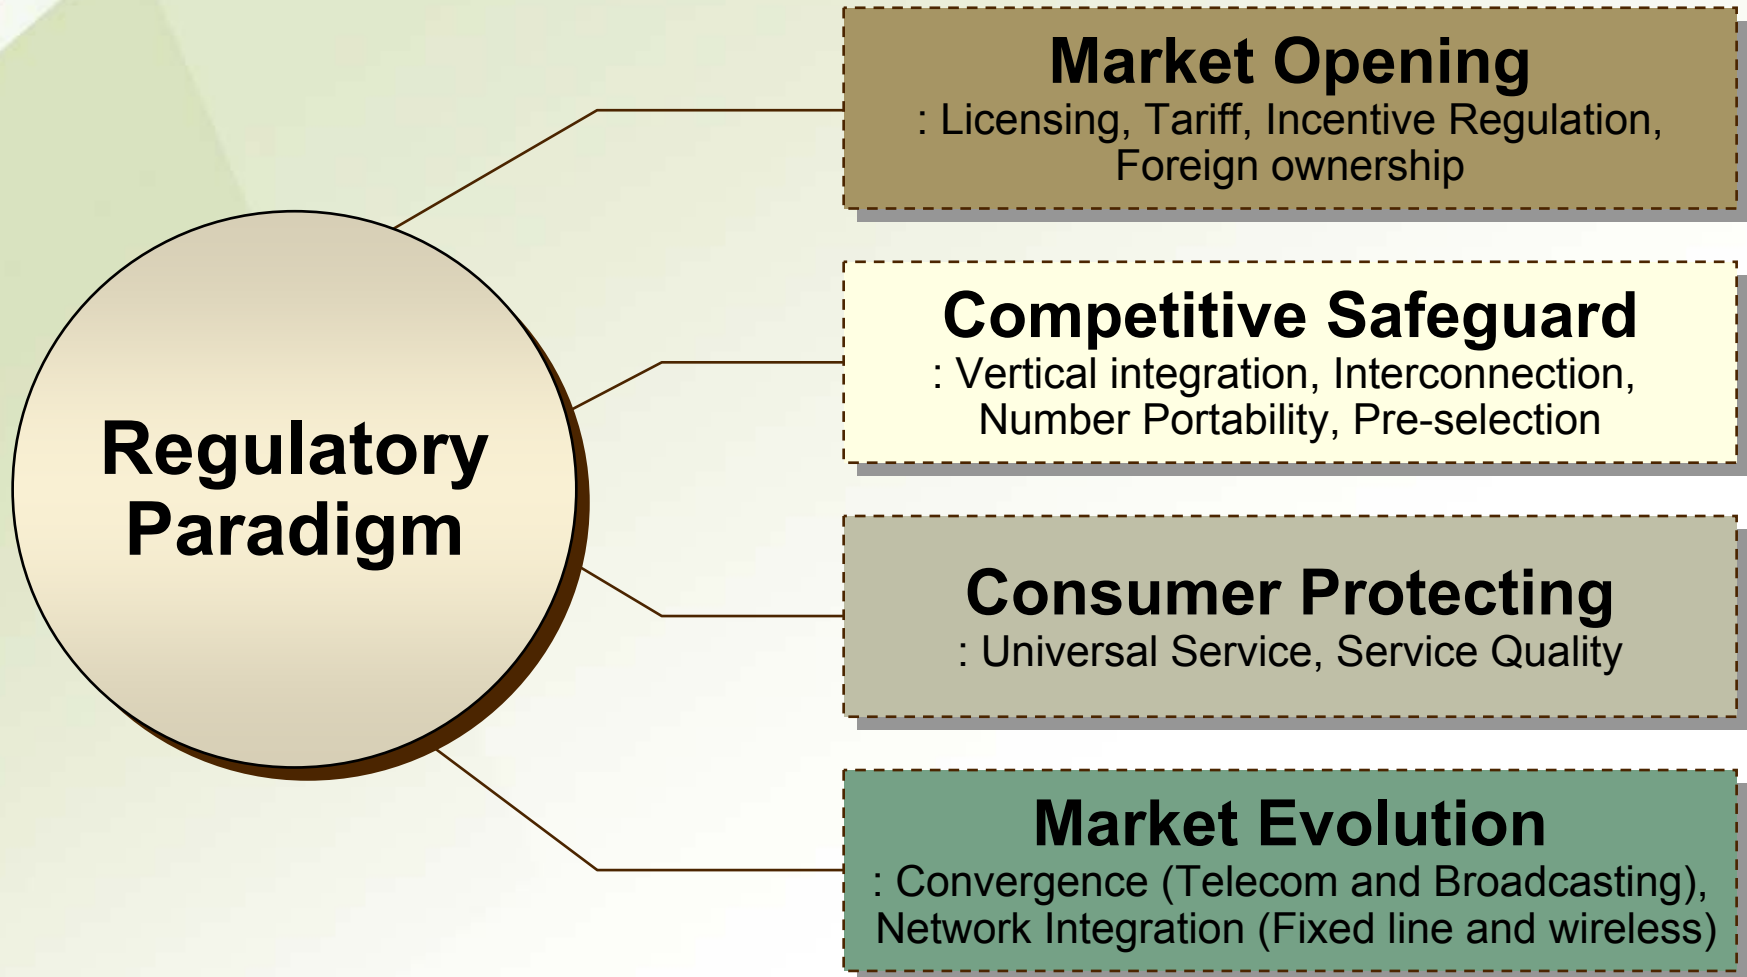 Market Opening
: Licensing, Tariff, Incentive Regulation,
Foreign ownership
Competitive Safeguard
: Vertical integration, Interconnection,
Number Portability, Pre-selection
Regulatory
Paradigm
Consumer Protecting
: Universal Service, Service Quality
Market Evolution
: Convergence (Telecom and Broadcasting),
Network Integration (Fixed line and wireless)